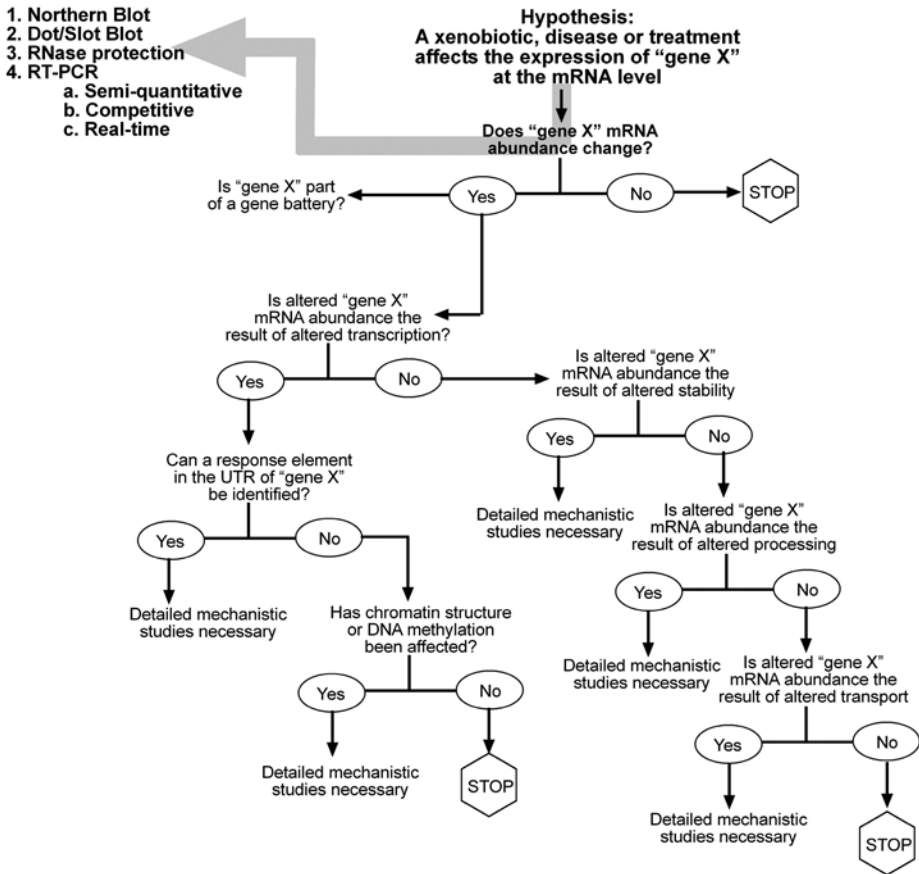 1. Northern Blot
2. Dot/Slot Blot
3. RNase protection
4. RT-PCR
a. Semi-quantitative
b. Competitive
c. Real-time
Hypothesis:
A xenobiotic, disease or treatment
affects the expression of “gene X”
at the mRNA level
Does “gene X” mRNA
abundance change?
Is “gene X” part
of a gene battery?
Yes
No
STOP
Is altered “gene X”
mRNA abundance the
result of altered transcription?
Yes
No
Is altered “gene X”
mRNA abundance the
result of altered stability
Yes
No
Can a response element
in the UTR of “gene X”
be identified?
Yes
No
Detailed mechanistic
studies necessary
Has chromatin structure
or DNA methylation
been affected?
Yes
No
Detailed mechanistic
studies necessary
STOP
Detailed mechanistic
studies necessary
Is altered “gene X”
mRNA abundance the
result of altered processing
Yes
No
Detailed mechanistic
studies necessary
Is altered “gene X”
mRNA abundance the
result of altered transport
Yes
No
Detailed mechanistic
studies necessary
STOP